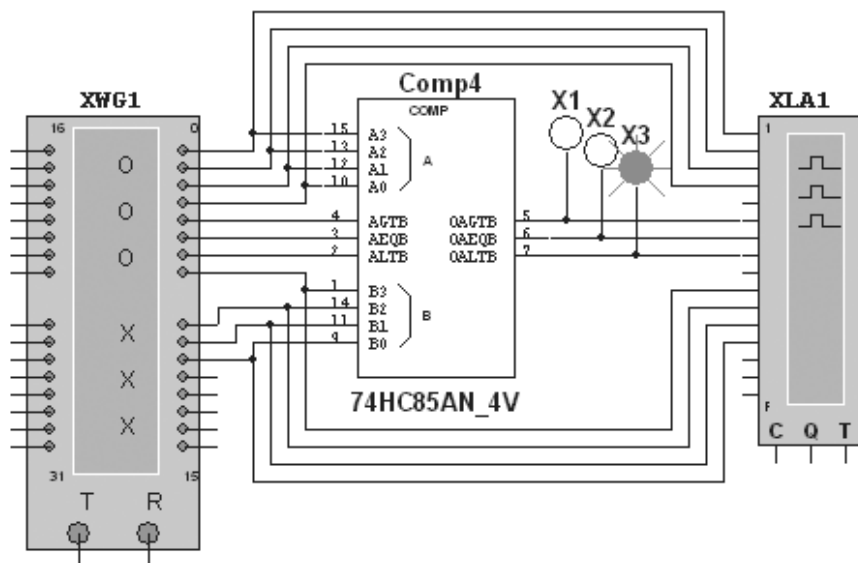 XWG1
16 0
O
O
O
X
X
X
31 15
T R
Comp4
COMP
15 A3
13 A2
12 A1
10 A0
A
4 AGTB OAGTB 5
3 AEQB OAEQB 6
2 ALTB OALTB 7
1 B3
14 B2
11 B1
9 B0
B
74HC85AN_4V
X1
X2
X3
XLA1
1
F
C Q T